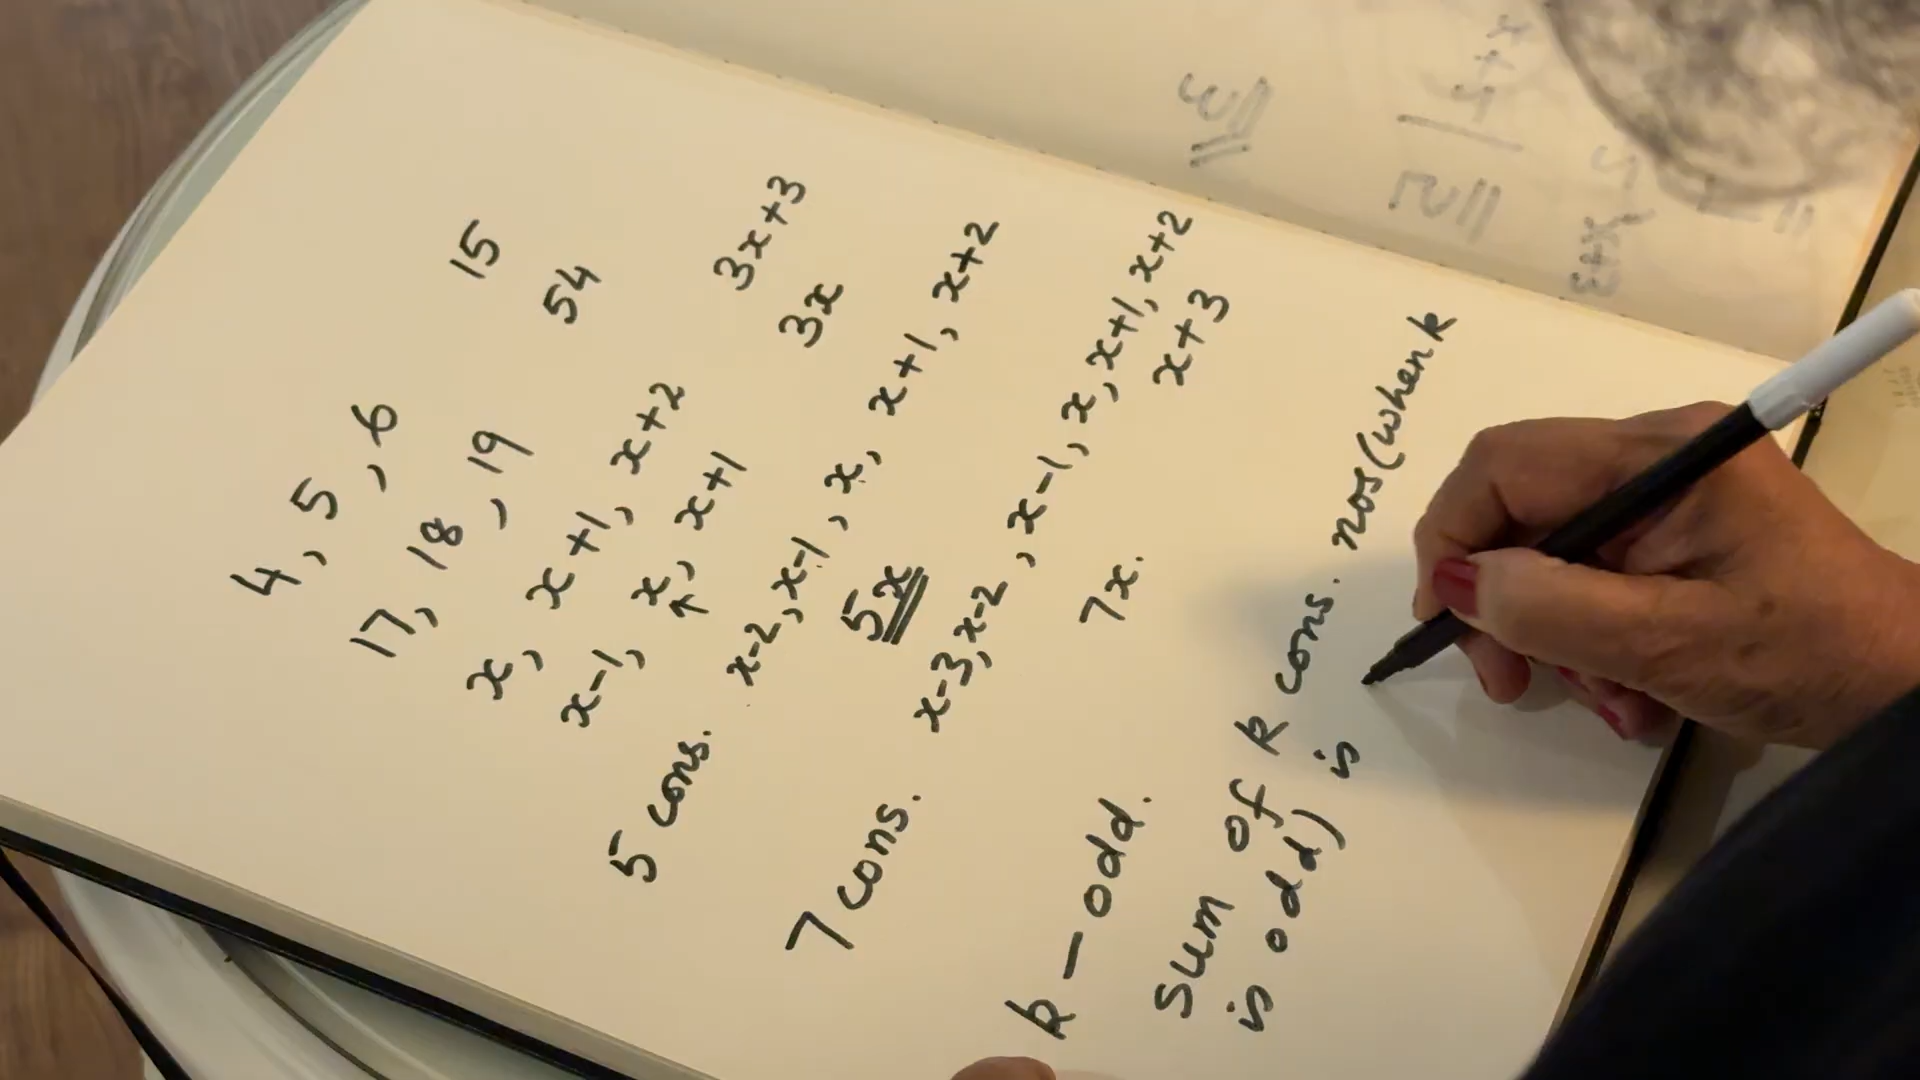 4, 5, 6 15
17, 18, 19 54
x, x+1, x+2 3x+3
x-1, x, x+1 3x
5 cons. x-2, x-1, x, x+1, x+2
5x
7 cons. x-3, x-2, x-1, x, x+1, x+2
x+3
7x.
k - odd.
Sum of k cons. nos (when k
is odd) is